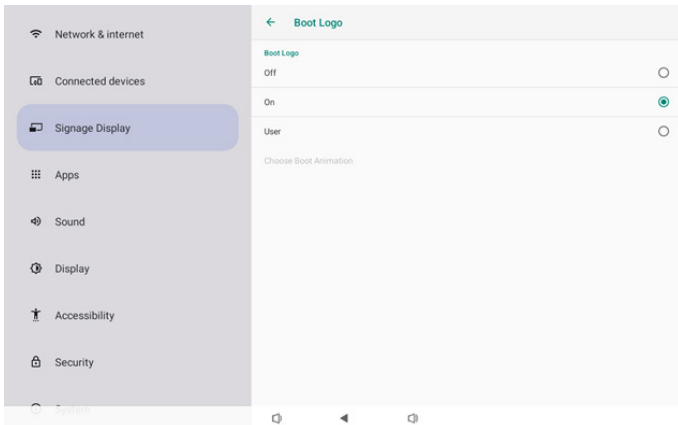 Network & internet
Connected devices
Signage Display
Apps
Sound
Display
Accessibility
Security
System
Boot Logo
Boot Logo
Off
On
User
Choose Boot Animation